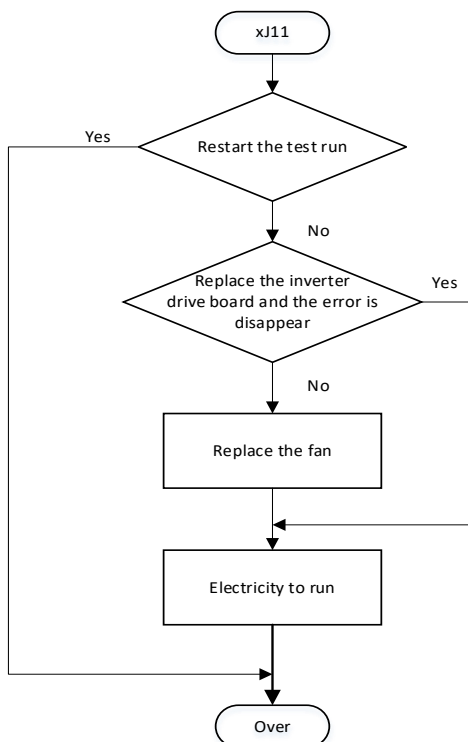 xJ11
Yes
Restart the test run
No
Replace the inverter
drive board and the error is
disappear
Yes
No
Replace the fan
Electricity to run
Over